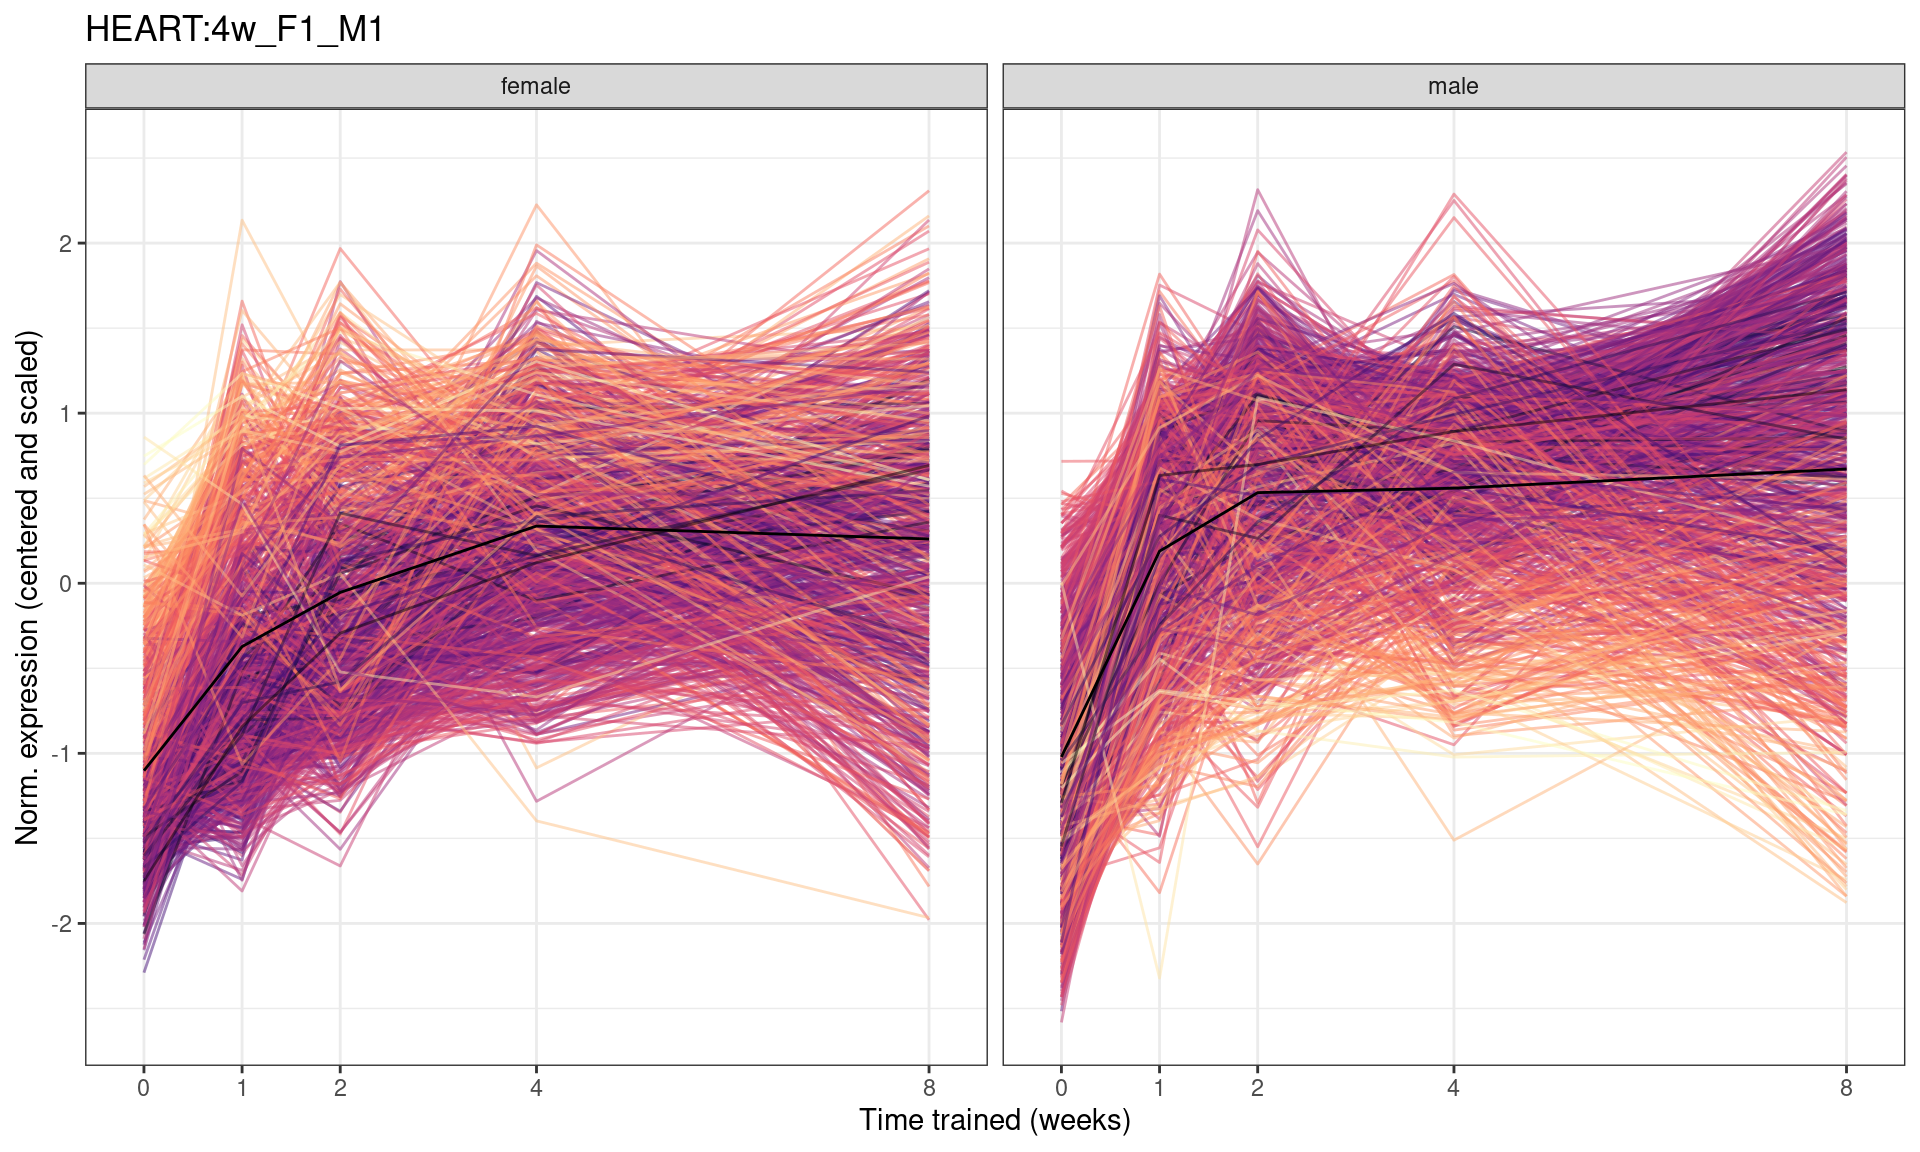 HEART:4w_F1_M1
female
male
Norm. expression (centered and scaled)
2
1
0
-1
-2
0 1 2 4 8
0 1 2 4 8
Time trained (weeks)